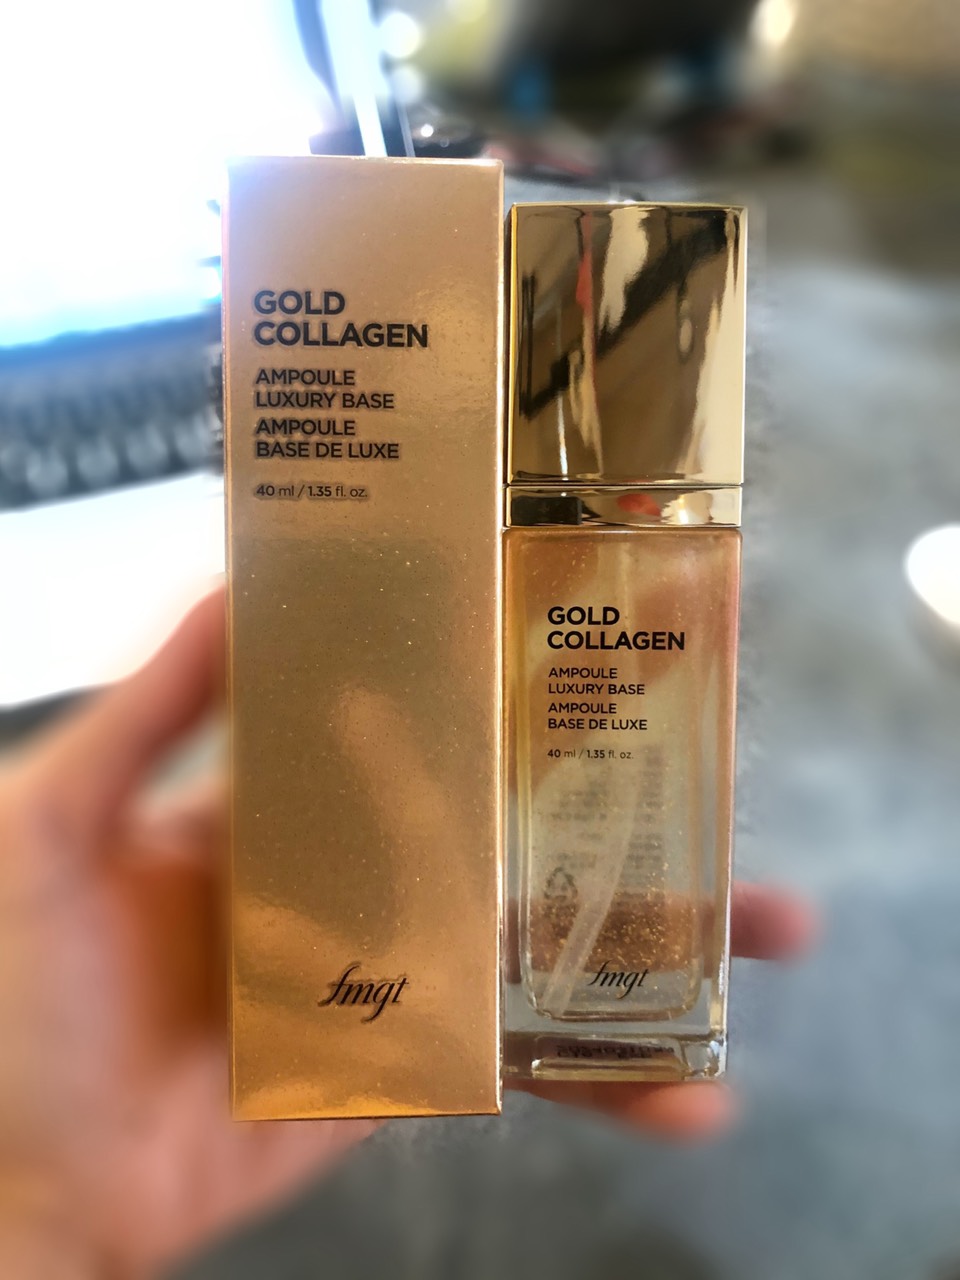 GOLD
COLLAGEN
AMPOULE
LUXURY BASE
AMPOULE
BASE DE LUXE
40 ml / 1.35 fl. oz.
fmgt
GOLD
COLLAGEN
AMPOULE
LUXURY BASE
AMPOULE
BASE DE LUXE
40 ml / 1.35 fl. oz.
fmgt